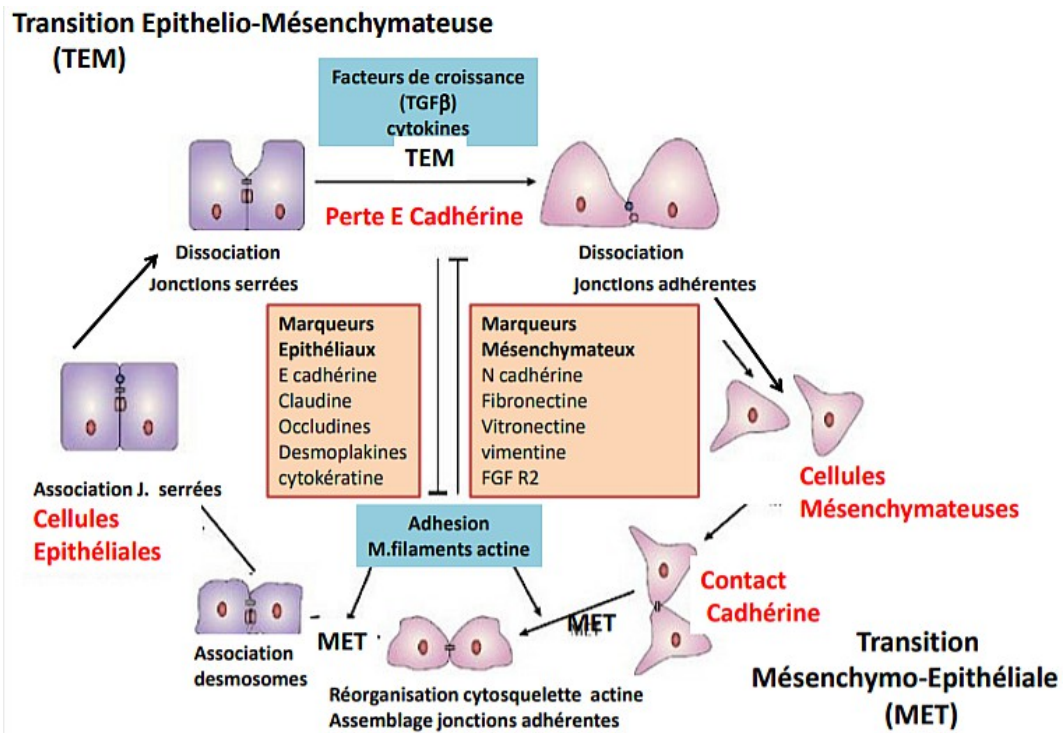 Transition Epithelio-Mésenchymateuse
(TEM)
Facteurs de croissance
(TGFβ)
cytokines
TEM
Perte E Cadhérine
Dissociation
Jonctions serrées
Dissociation
Jonctions adhérentes
Marqueurs
Epithéliaux
E cadhérine
Claudine
Occludines
Desmoplakines
cytokératine
Marqueurs
Mésenchymateux
N cadhérine
Fibronectine
Vitronectine
vimentine
FGF R2
Association J. serrées
Cellules
Epithéliales
Cellules
Mésenchymateuses
Adhesion
M.filaments actine
Contact
Cadhérine
MET
MET
Association
desmosomes
Réorganisation cytosquelette actine
Assemblage jonctions adhérentes
Transition
Mésenchymo-Epithéliale
(MET)